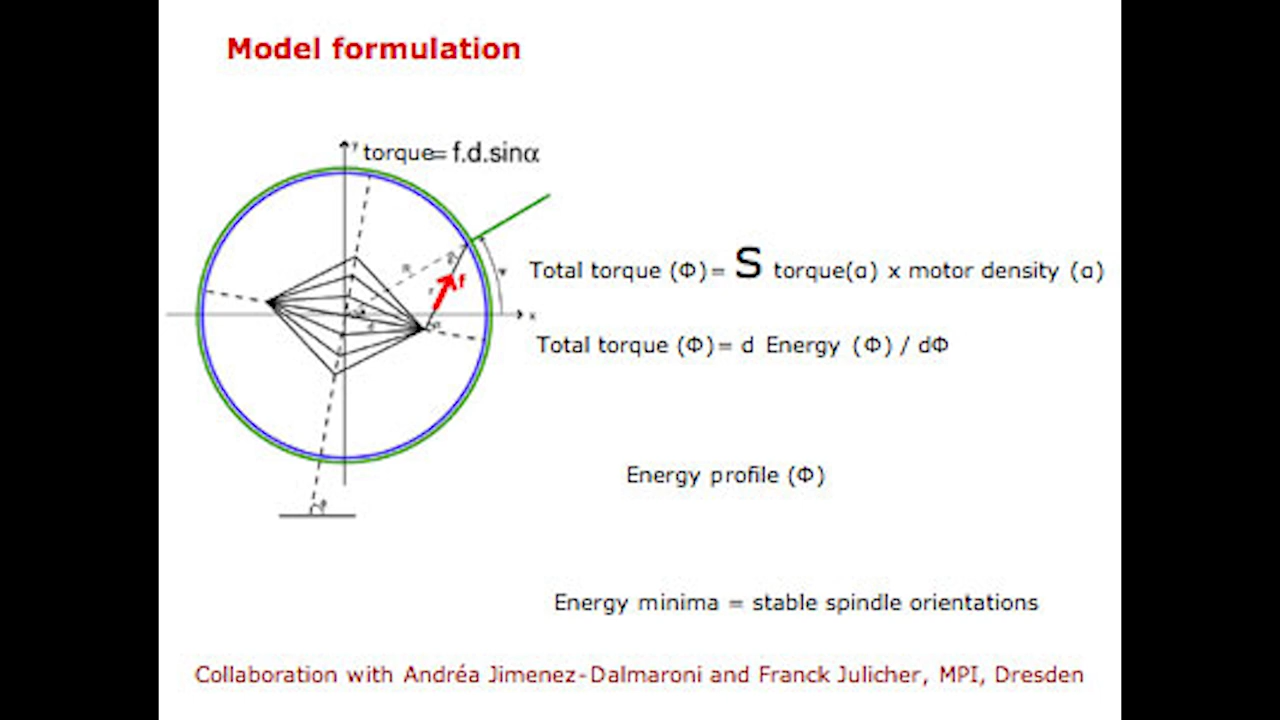 Model formulation
y
torque= f.d.sinα
f
x
Total torque (Φ)= S torque(α) x motor density (α)
Total torque (Φ)= d Energy (Φ) / dΦ
Energy profile (Φ)
Energy minima = stable spindle orientations
Collaboration with Andréa Jimenez-Dalmaroni and Franck Julicher, MPI, Dresden